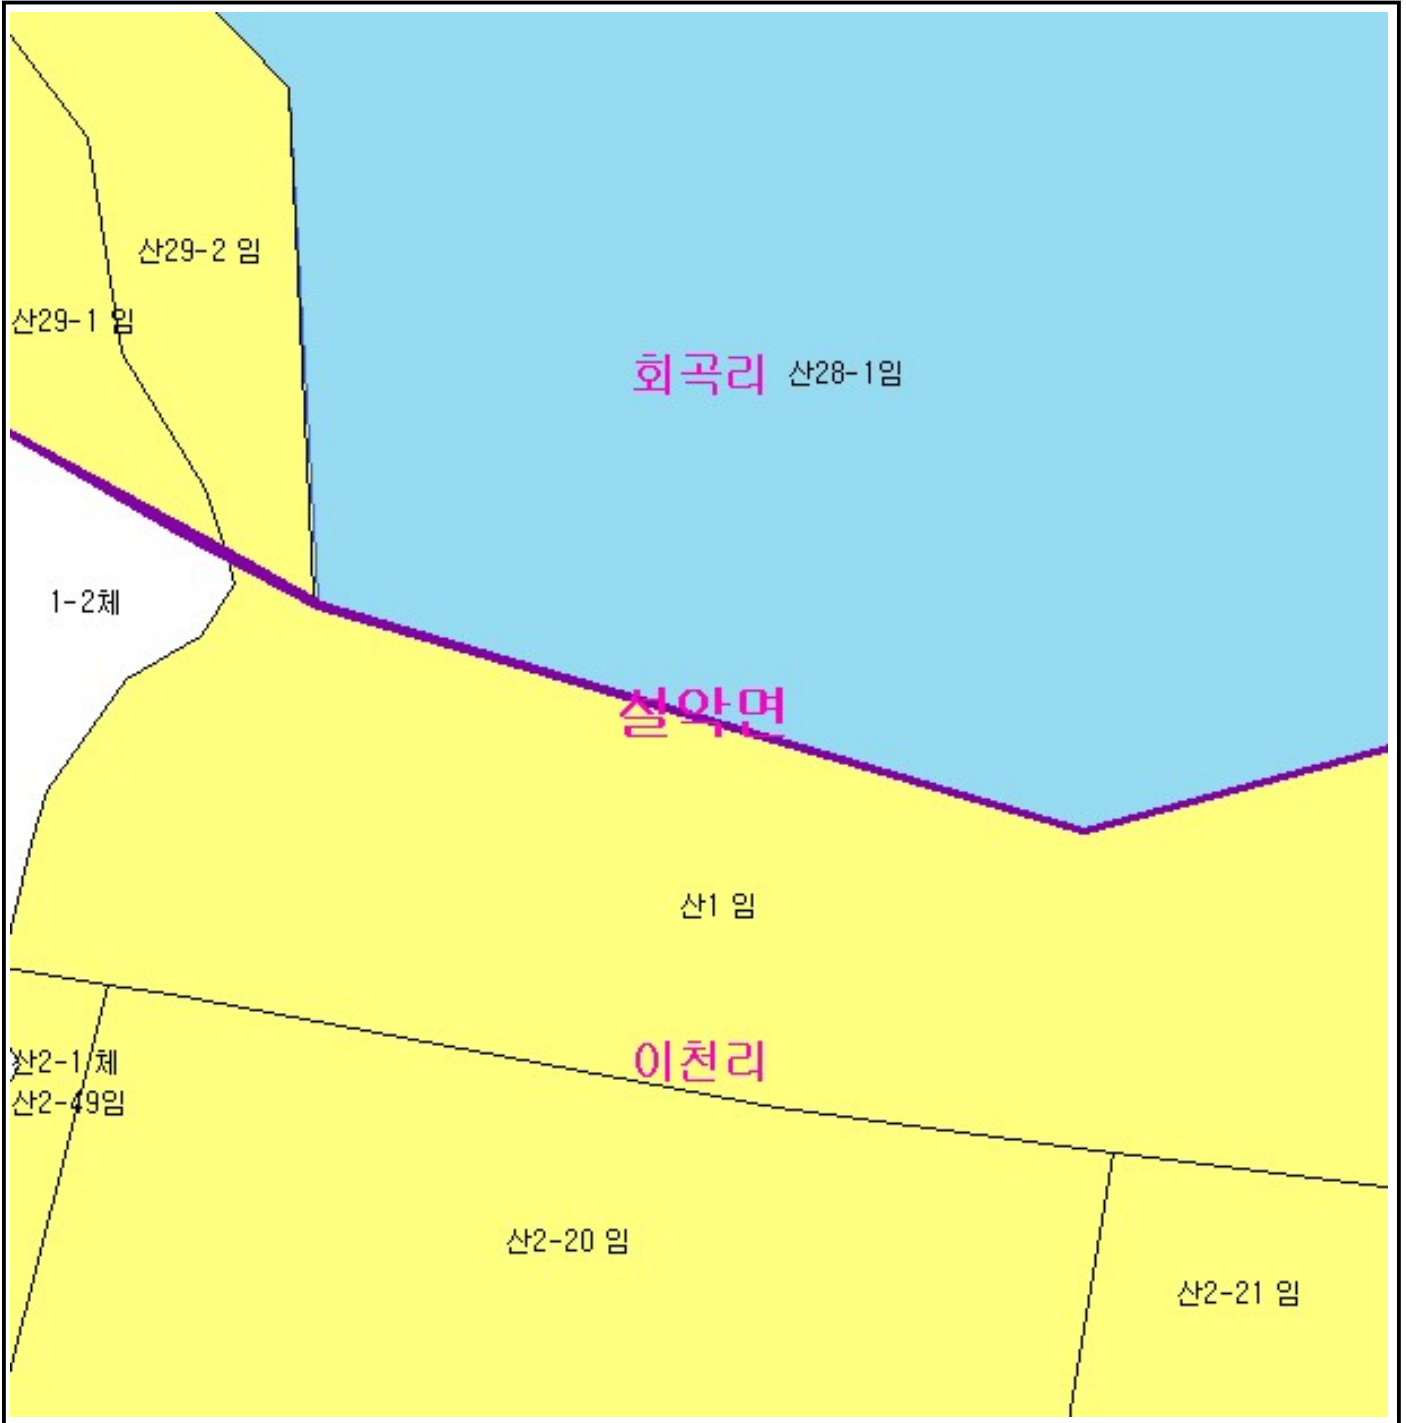 산29-2 임
산29-1 임
회곡리 산28-1임
1-2체
설악면
산1 임
산2-1 체
이천리
산2-49임
산2-20 임
산2-21 임